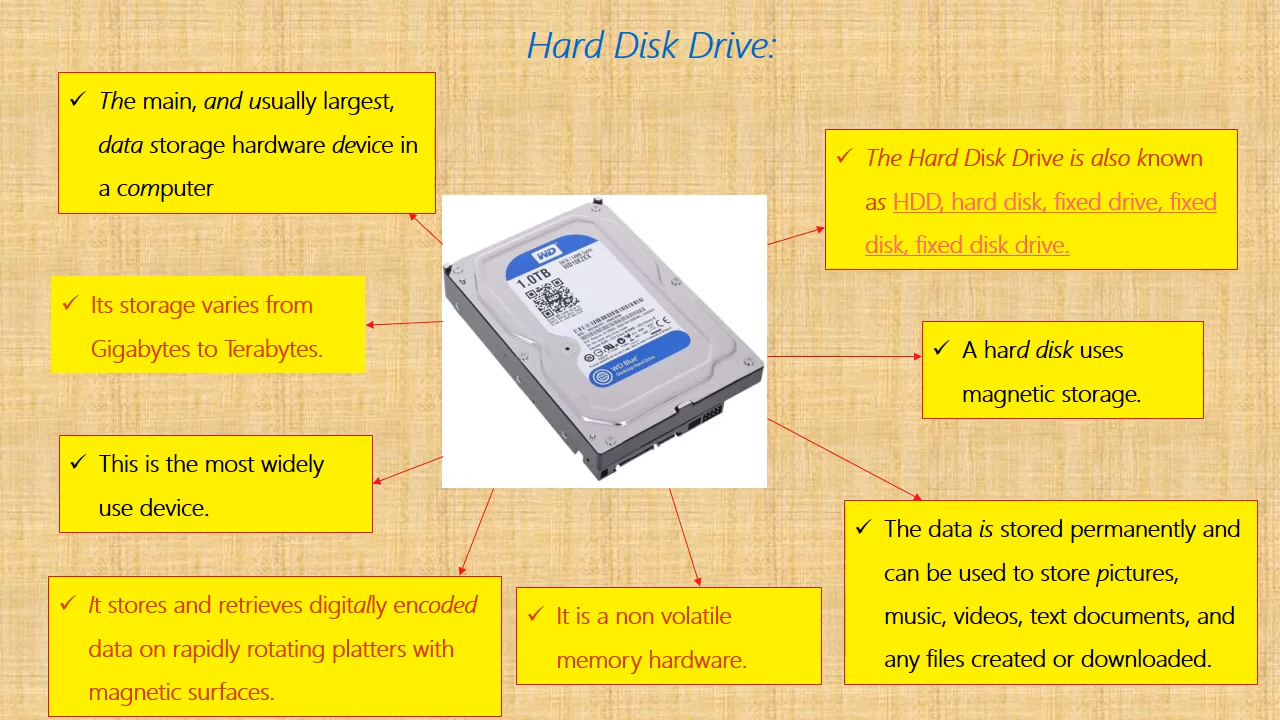 Hard Disk Drive:
✓ The main, and usually largest,
data storage hardware device in
a computer
✓ The Hard Disk Drive is also known
as HDD, hard disk, fixed drive, fixed
disk, fixed disk drive.
✓ Its storage varies from
Gigabytes to Terabytes.
✓ A hard disk uses
magnetic storage.
✓ This is the most widely
use device.
✓ The data is stored permanently and
can be used to store pictures,
music, videos, text documents, and
any files created or downloaded.
✓ It stores and retrieves digitally encoded
data on rapidly rotating platters with
magnetic surfaces.
✓ It is a non volatile
memory hardware.
WD
1.0TB
WD10EZEX
WD Blue
Desktop Hard Drive